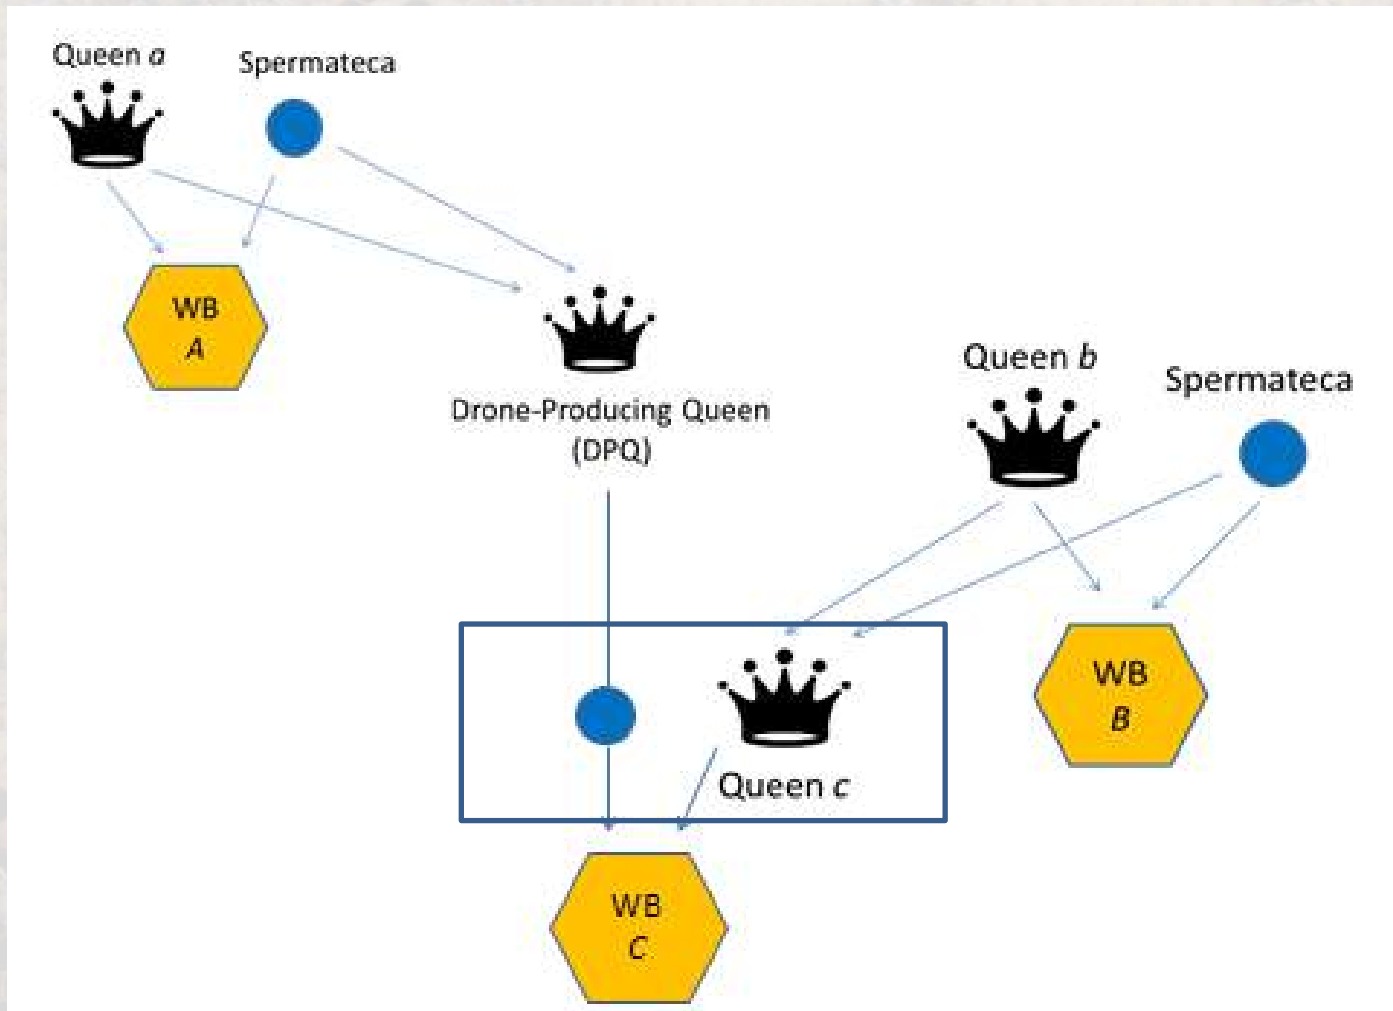 Queen a
Spermateca
WB
A
Drone-Producing Queen
(DPQ)
Queen b
Spermateca
WB
B
Queen c
WB
C